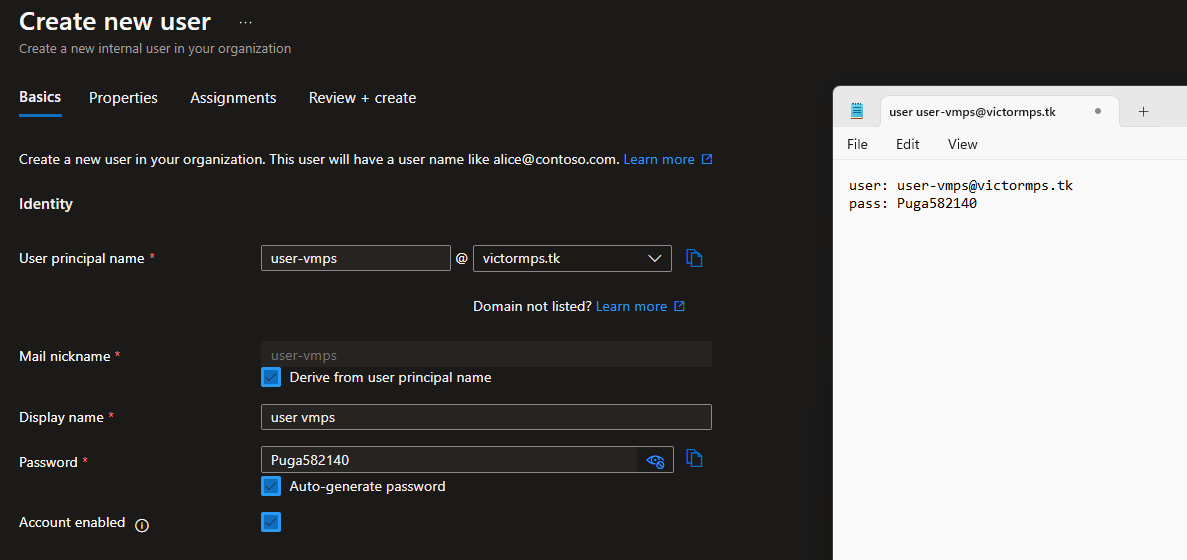 Create new user ...
Create a new internal user in your organization
Basics Properties Assignments Review + create
Create a new user in your organization. This user will have a user name like alice@contoso.com. Learn more
Identity
User principal name * user-vmps @ victormps.tk
Domain not listed? Learn more
Mail nickname * user-vmps
Derive from user principal name
Display name * user vmps
Password * Puga582140
Auto-generate password
Account enabled
user user-vmps@victormps.tk
File Edit View
user: user-vmps@victormps.tk
pass: Puga582140